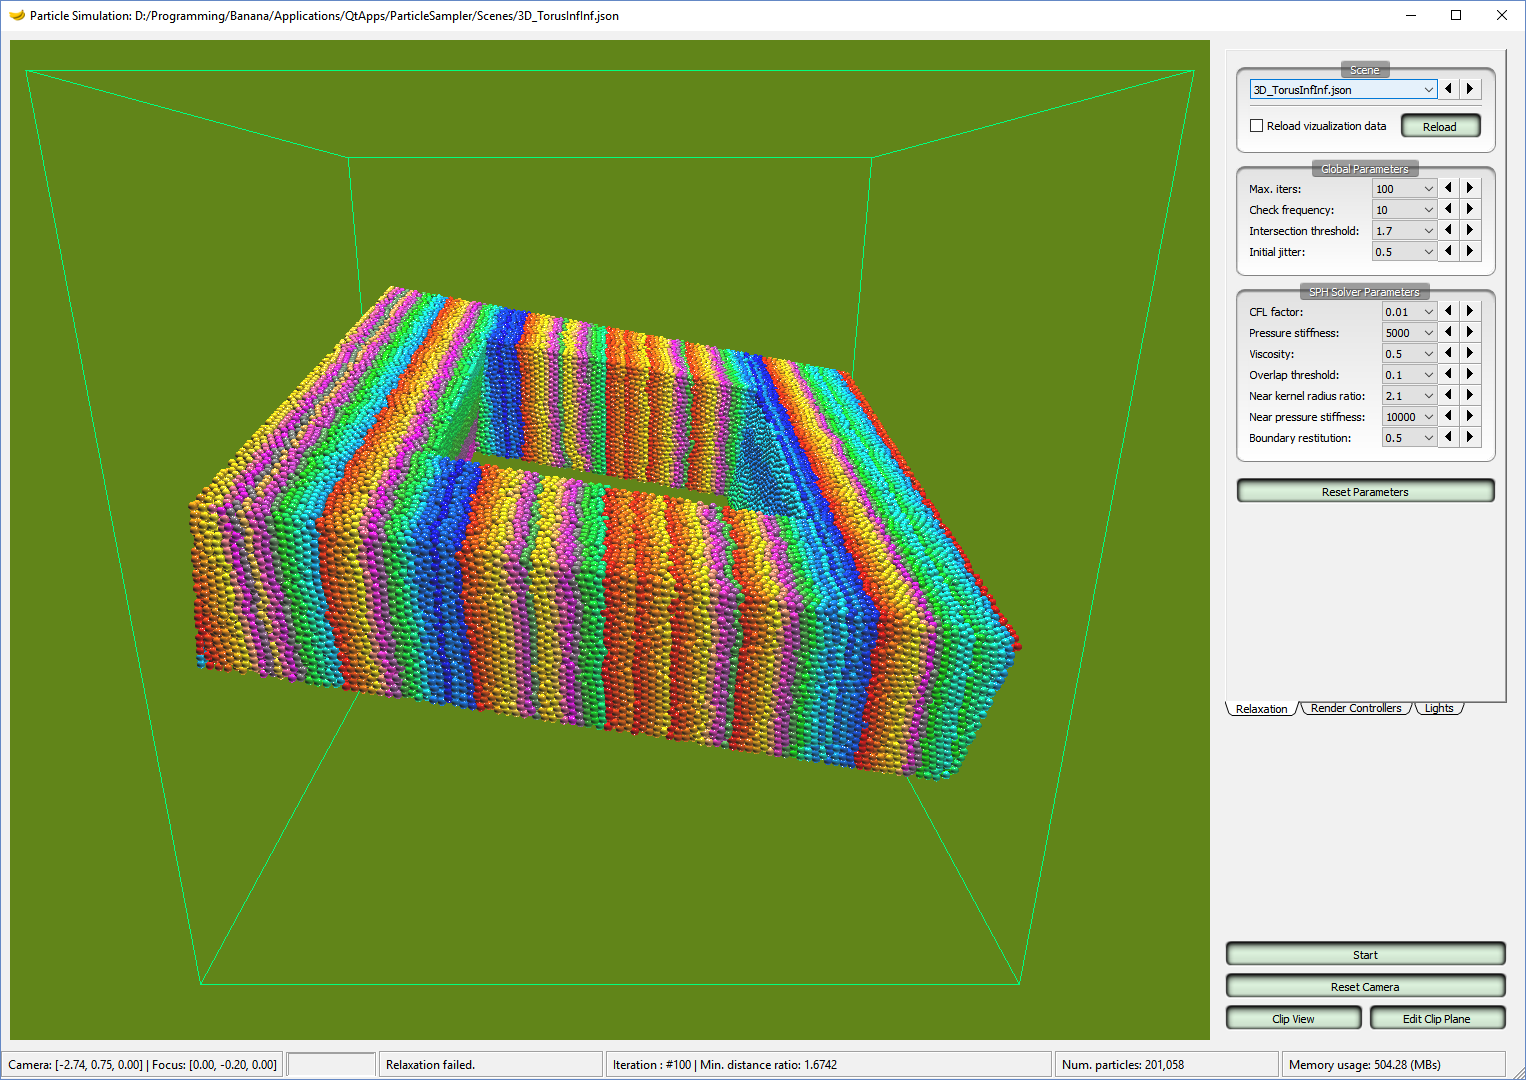 Particle Simulation: D:/Programming/Banana/Applications/QtApps/ParticleSampler/Scenes/3D_TorusInfInf.json
Scene
3D_TorusInfInf.json
Reload vizualization data
Reload
Global Parameters
Max. iters: 100
Check frequency: 10
Intersection threshold: 1.7
Initial jitter: 0.5
SPH Solver Parameters
CFL factor: 0.01
Pressure stiffness: 5000
Viscosity: 0.5
Overlap threshold: 0.1
Near kernel radius ratio: 2.1
Near pressure stiffness: 10000
Boundary restitution: 0.5
Reset Parameters
Relaxation Render Controllers Lights
Start
Reset Camera
Clip View Edit Clip Plane
Camera: [-2.74, 0.75, 0.00] | Focus: [0.00, -0.20, 0.00] Relaxation failed. Iteration : #100 | Min. distance ratio: 1.6742 Num. particles: 201,058 Memory usage: 504.28 (MBs)